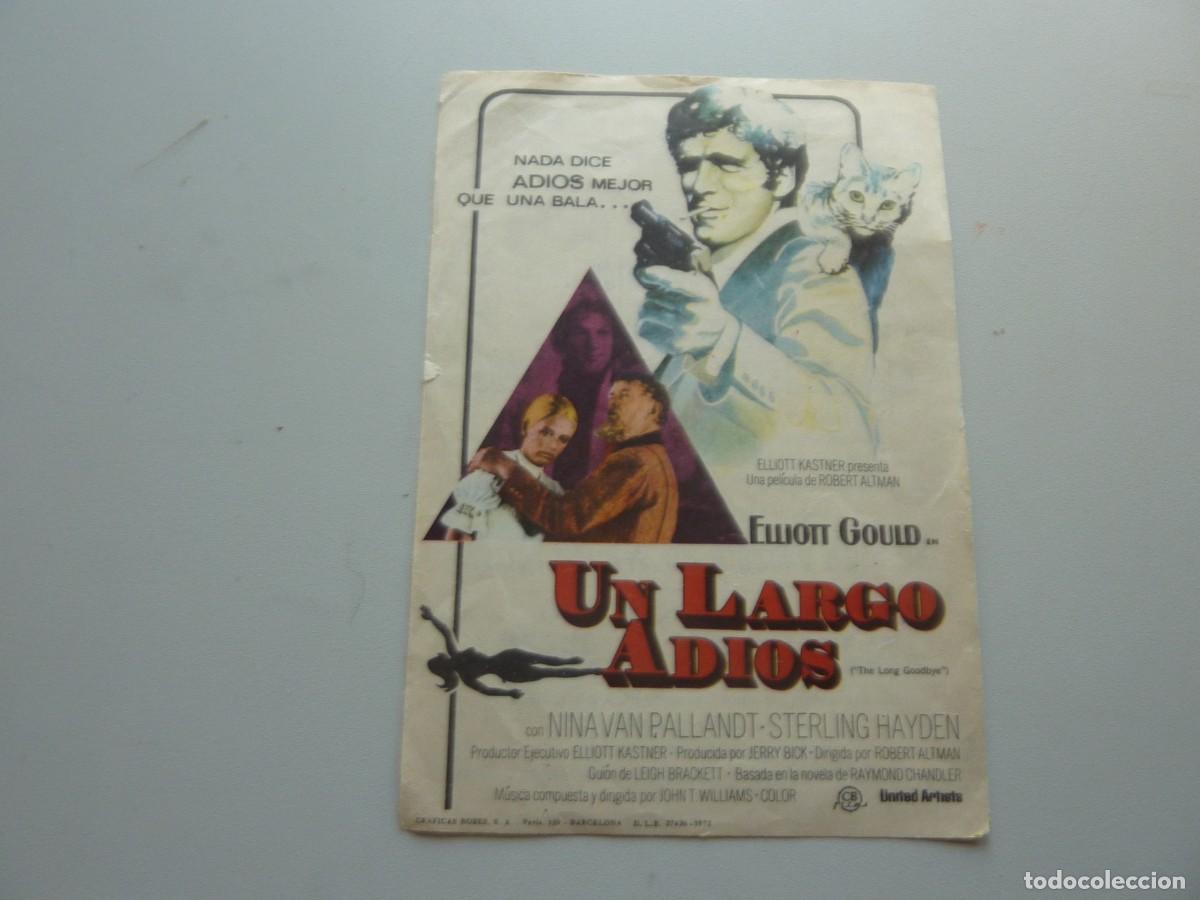 NADA DICE
ADIOS MEJOR
QUE UNA BALA...
ELLIOTT KASTNER presenta
Una película de ROBERT ALTMAN
ELLIOTT GOULD EN
UN LARGO
ADIOS
("The Long Goodbye")
con NINA VAN PALLANDT · STERLING HAYDEN
Productor Ejecutivo ELLIOTT KASTNER · Producida por JERRY BICK · Dirigida por ROBERT ALTMAN
Guión de LEIGH BRACKETT · Basada en la novela de RAYMOND CHANDLER
Música compuesta y dirigida por JOHN T. WILLIAMS · COLOR
CB United Artists
GRAFICAS S. A. París BARCELONA
todocoleccion